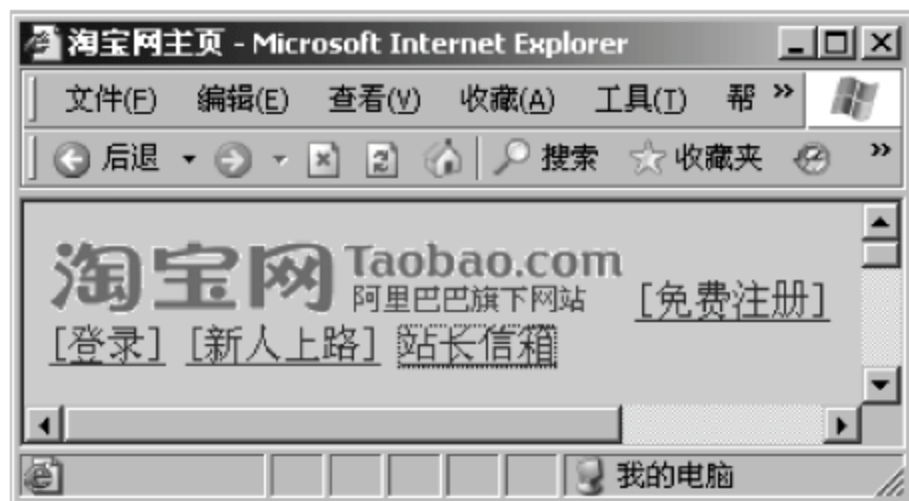 淘宝网主页 - Microsoft Internet Explorer
文件(F) 编辑(E) 查看(V) 收藏(A) 工具(T) 帮 »
后退 搜索 收藏夹 »
淘宝网 Taobao.com
阿里巴巴旗下网站 [免费注册]
[登录] [新人上路] 站长信箱
我的电脑